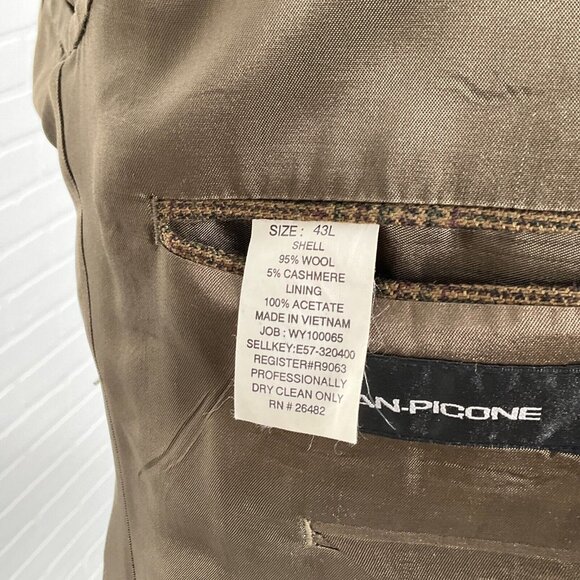 SIZE: 43L
SHELL
95% WOOL
5% CASHMERE
LINING
100% ACETATE
MADE IN VIETNAM
JOB : WY100065
SELLKEY:E57-320400
REGISTER#R9063
PROFESSIONALLY
DRY CLEAN ONLY
RN # 26482
AN-PICONE